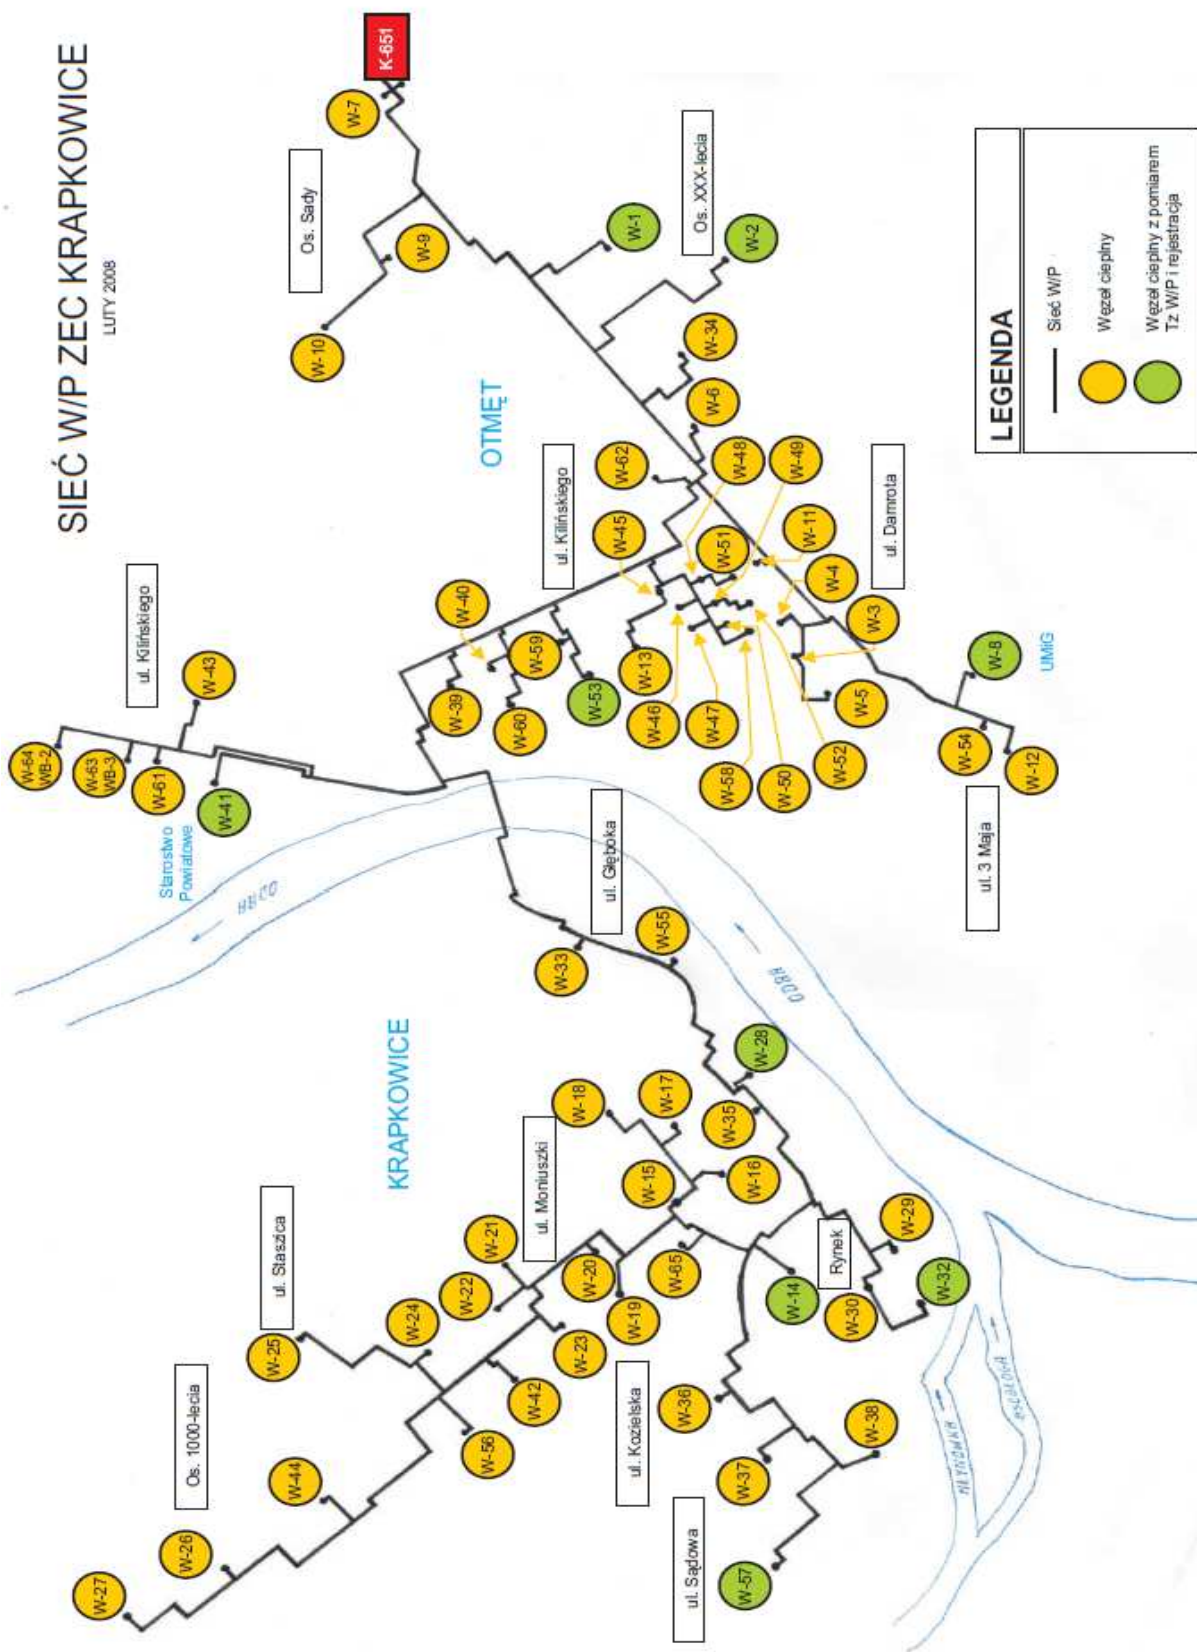 SIEĆ W/P ZEC KRAPKOWICE
LUTY 2008
K-651
W-7
Os. Sady
W-9
W-10
W-1
Os. XXX-lecia
W-2
W-34
W-6
OTMĘT
W-62
ul. Kilińskiego
W-45
W-48
W-49
W-51
W-11
ul. Damrota
W-4
W-3
W-40
W-59
W-39
W-60
W-53
W-13
W-46
W-47
W-58
W-50
W-52
W-5
W-8
UMiG
W-54
W-12
ul. 3 Maja
ul. Kilińskiego
W-43
W-64
WB-2
W-63
WB-3
W-61
W-41
Starostwo
Powiatowe
ODRA
ul. Głęboka
W-33
W-55
ODRA
KRAPKOWICE
W-28
W-35
W-18
W-17
ul. Moniuszki
W-15
W-16
W-29
Rynek
W-32
W-30
W-14
W-65
W-21
W-20
W-19
W-22
W-23
ul. Staszica
W-24
W-25
W-42
W-56
ul. Kozielska
W-36
W-38
W-37
ul. Sądowa
W-57
Os. 1000-lecia
W-44
W-26
W-27
MŁYNÓWKA
OSOBŁOGA
LEGENDA
Sieć W/P
Węzeł cieplny
Węzeł cieplny z pomiarem
Tz W/P i rejestracja